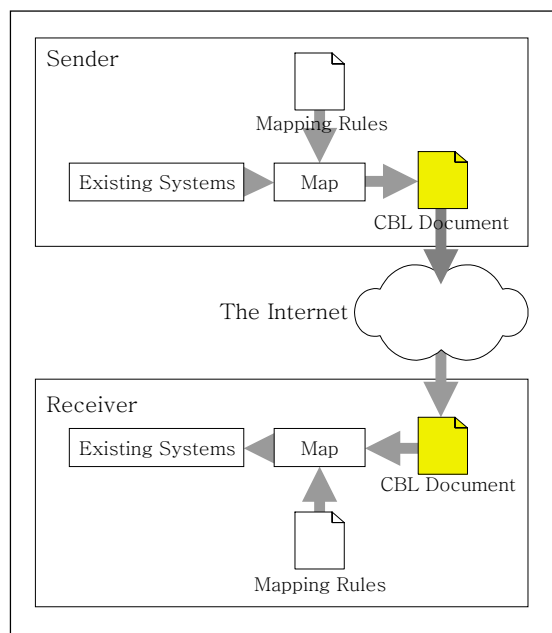 Sender
Mapping Rules
Existing Systems
Map
CBL Document
The Internet
Receiver
Existing Systems
Map
CBL Document
Mapping Rules